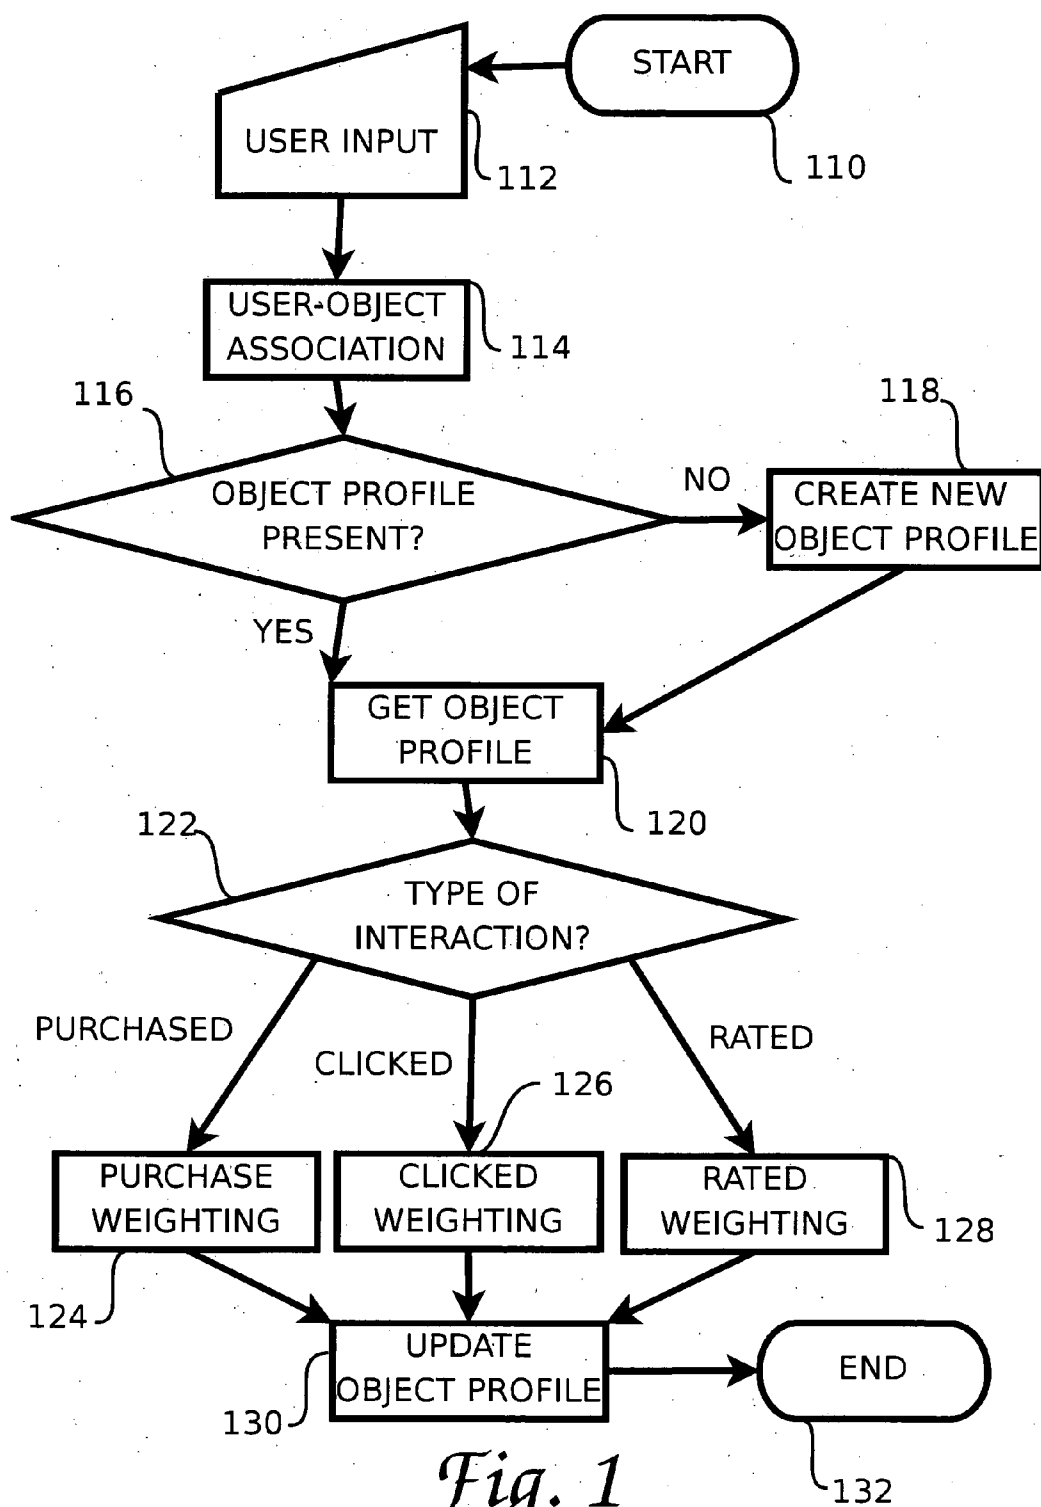 START
110
USER INPUT
112
USER-OBJECT
ASSOCIATION
114
116
OBJECT PROFILE
PRESENT?
NO
118
CREATE NEW
OBJECT PROFILE
YES
GET OBJECT
PROFILE
120
122
TYPE OF
INTERACTION?
PURCHASED
CLICKED
RATED
126
PURCHASE
WEIGHTING
CLICKED
WEIGHTING
RATED
WEIGHTING
128
124
UPDATE
OBJECT PROFILE
130
END
132
Fig. 1